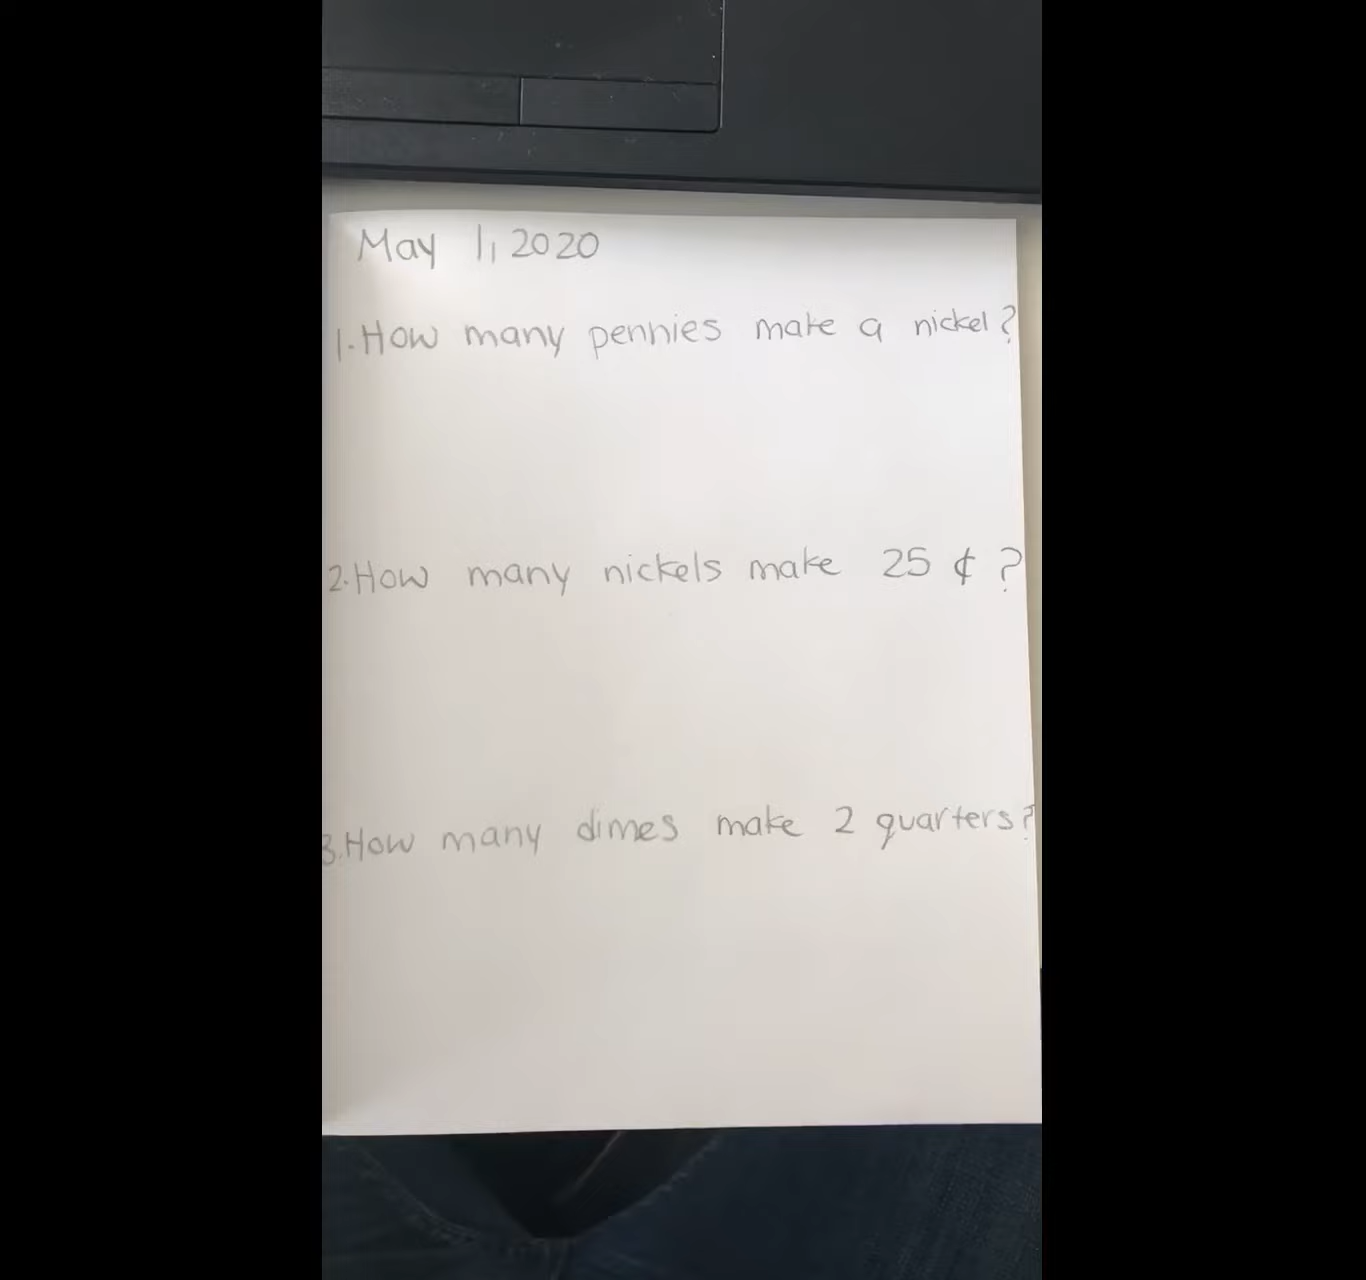 May 1, 2020
1. How many pennies make a nickel?
2. How many nickels make 25 ¢ ?
3. How many dimes make 2 quarters?